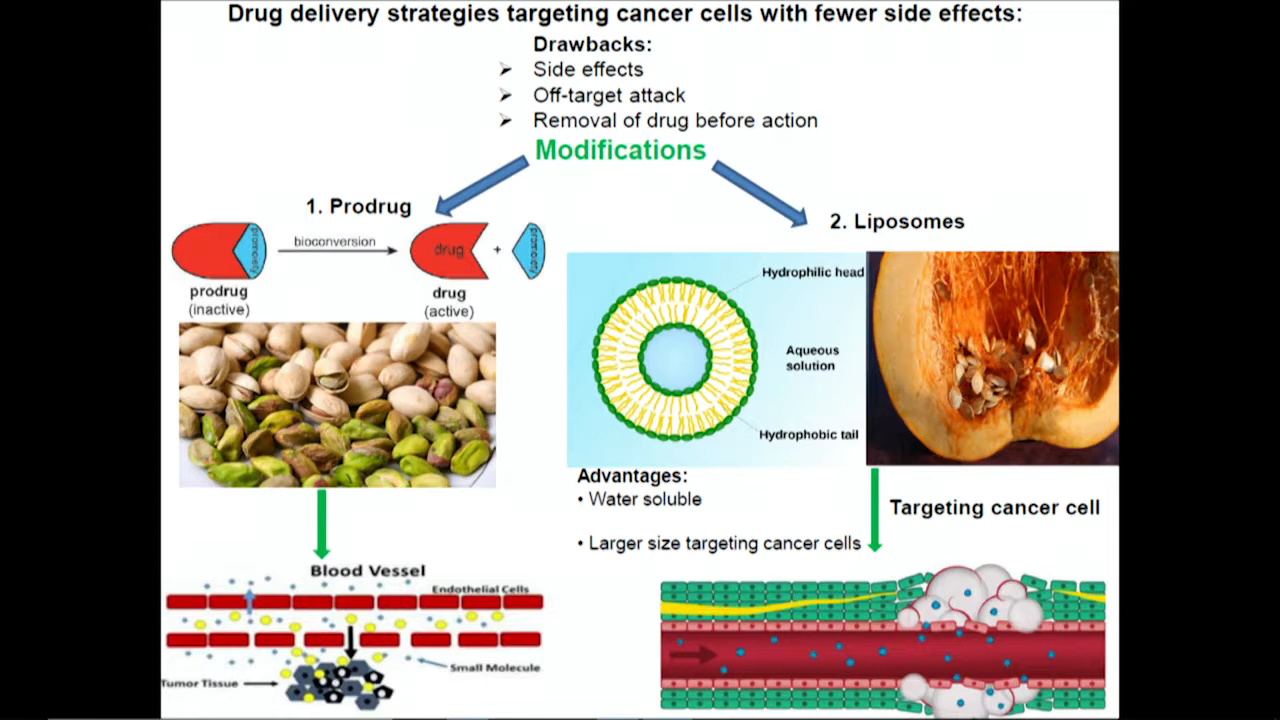 Drug delivery strategies targeting cancer cells with fewer side effects:
Drawbacks:
➢ Side effects
➢ Off-target attack
➢ Removal of drug before action
Modifications
1. Prodrug
promoiety
bioconversion
drug
+
promoiety
prodrug
(inactive)
drug
(active)
2. Liposomes
Hydrophilic head
Aqueous
solution
Hydrophobic tail
Advantages:
• Water soluble
• Larger size targeting cancer cells
Targeting cancer cell
Blood Vessel
Endothelial Cells
Small Molecule
Tumor Tissue